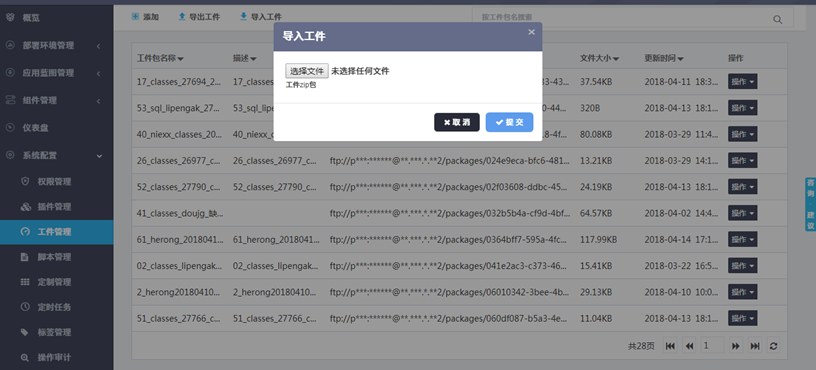 概览
部署环境管理
应用蓝图管理
组件管理
仪表盘
系统配置
权限管理
插件管理
工件管理
脚本管理
定制管理
定时任务
标签管理
操作审计
添加 导出工件 导入工件 按工件包名搜索
导入工件 ×
选择文件 未选择任何文件
工件zip包
取消 提交
工件包名称 描述 文件大小 更新时间 操作
17_classes_27694_2... 17_classes_2 3-43... 37.54KB 2018-04-11 18:3... 操作
53_sql_lipengak_27... 53_sql_lipeng 0-44... 320B 2018-04-13 18:1... 操作
40_niexx_classes_20... 40_niexx_clas 8-4f... 80.08KB 2018-03-29 11:4... 操作
26_classes_26977_c... 26_classes_26977_c... ftp://p***:******@**.***.*.**2/packages/024e9eca-bfc6-481... 13.21KB 2018-03-29 14:1... 操作
52_classes_27790_c... 52_classes_27790_c... ftp://p***:******@**.***.*.**2/packages/02f03608-ddbc-45... 24.19KB 2018-04-13 18:1... 操作
41_classes_doujg_缺... ftp://p***:******@**.***.*.**2/packages/032b5b4a-cf9d-4bf... 64.57KB 2018-04-02 14:4... 操作
61_herong_2018041... 61_herong_2018041... ftp://p***:******@**.***.*.**2/packages/0364bff7-595a-4fc... 117.99KB 2018-04-14 17:1... 操作
02_classes_lipengak... 02_classes_lipengak... ftp://p***:******@**.***.*.**2/packages/041e2ac3-c373-46... 15.41KB 2018-03-22 16:5... 操作
2_herong20180410... 2_herong20180410... ftp://p***:******@**.***.*.**2/packages/06010342-3bee-4b... 29.13KB 2018-04-10 10:0... 操作
51_classes_27766_c... 51_classes_27766_c... ftp://p***:******@**.***.*.**2/packages/060df087-b5a3-4e... 11.04KB 2018-04-13 18:1... 操作
共28页 1
咨询·建议